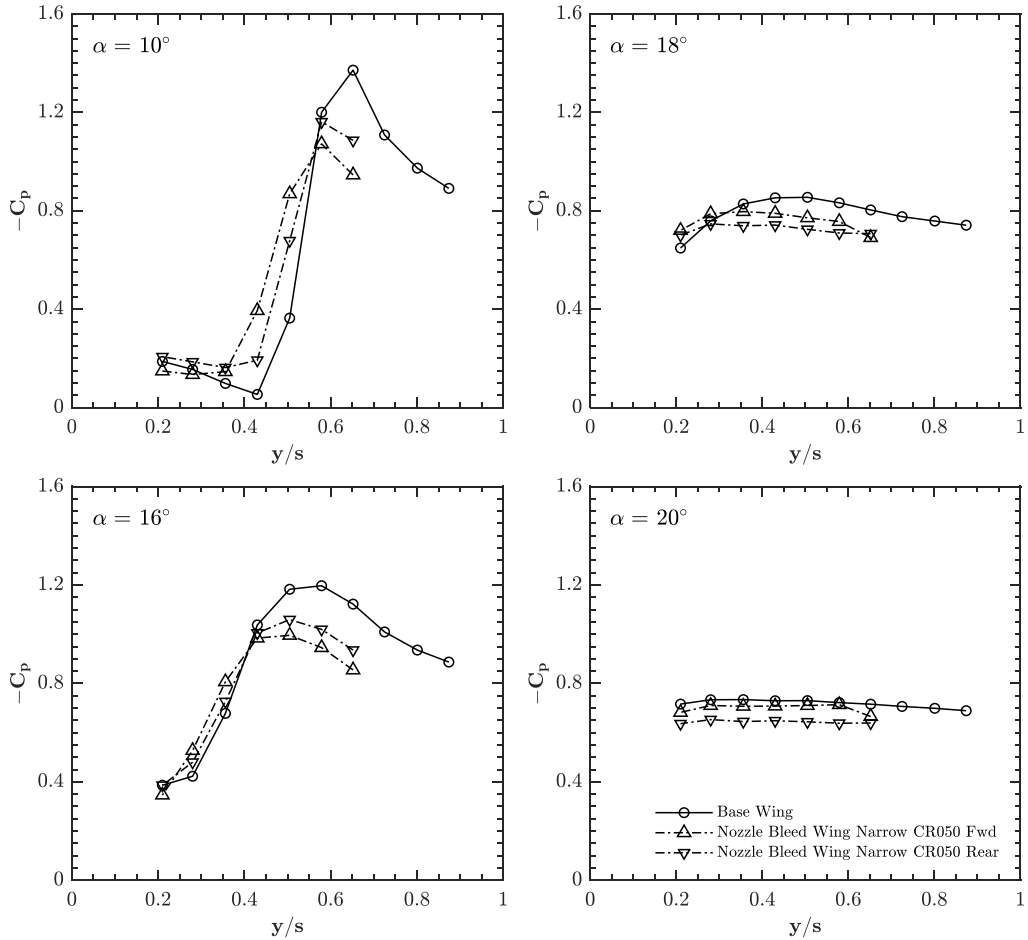 α = 10°
1.6
1.2
0.8
0.4
0
−Cp
0 0.2 0.4 0.6 0.8 1
y/s
α = 18°
1.6
1.2
0.8
0.4
0
−Cp
0 0.2 0.4 0.6 0.8 1
y/s
α = 16°
1.6
1.2
0.8
0.4
0
−Cp
0 0.2 0.4 0.6 0.8 1
y/s
α = 20°
1.6
1.2
0.8
0.4
0
−Cp
Base Wing
Nozzle Bleed Wing Narrow CR050 Fwd
Nozzle Bleed Wing Narrow CR050 Rear
0 0.2 0.4 0.6 0.8 1
y/s